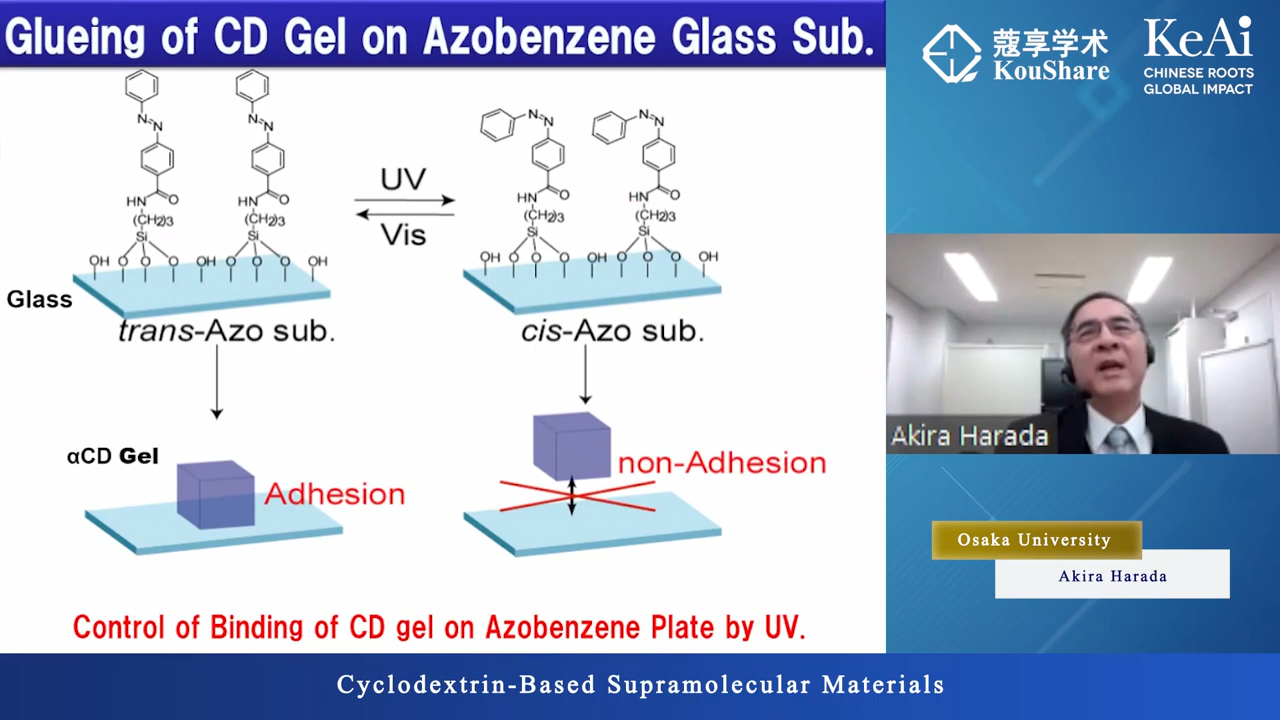 Glueing of CD Gel on Azobenzene Glass Sub.
N N
N N
N N
N N
HN O
HN O
HN O
HN O
(CH2)3
(CH2)3
(CH2)3
(CH2)3
Si
Si
Si
Si
OH O O O OH O O O OH
OH O O O OH O O O OH
UV
Vis
Glass
trans-Azo sub.
cis-Azo sub.
αCD Gel
Adhesion
non-Adhesion
Control of Binding of CD gel on Azobenzene Plate by UV.
蔻享学术
KouShare
KeAi
CHINESE ROOTS
GLOBAL IMPACT
Akira Harada
Osaka University
Akira Harada
Cyclodextrin-Based Supramolecular Materials